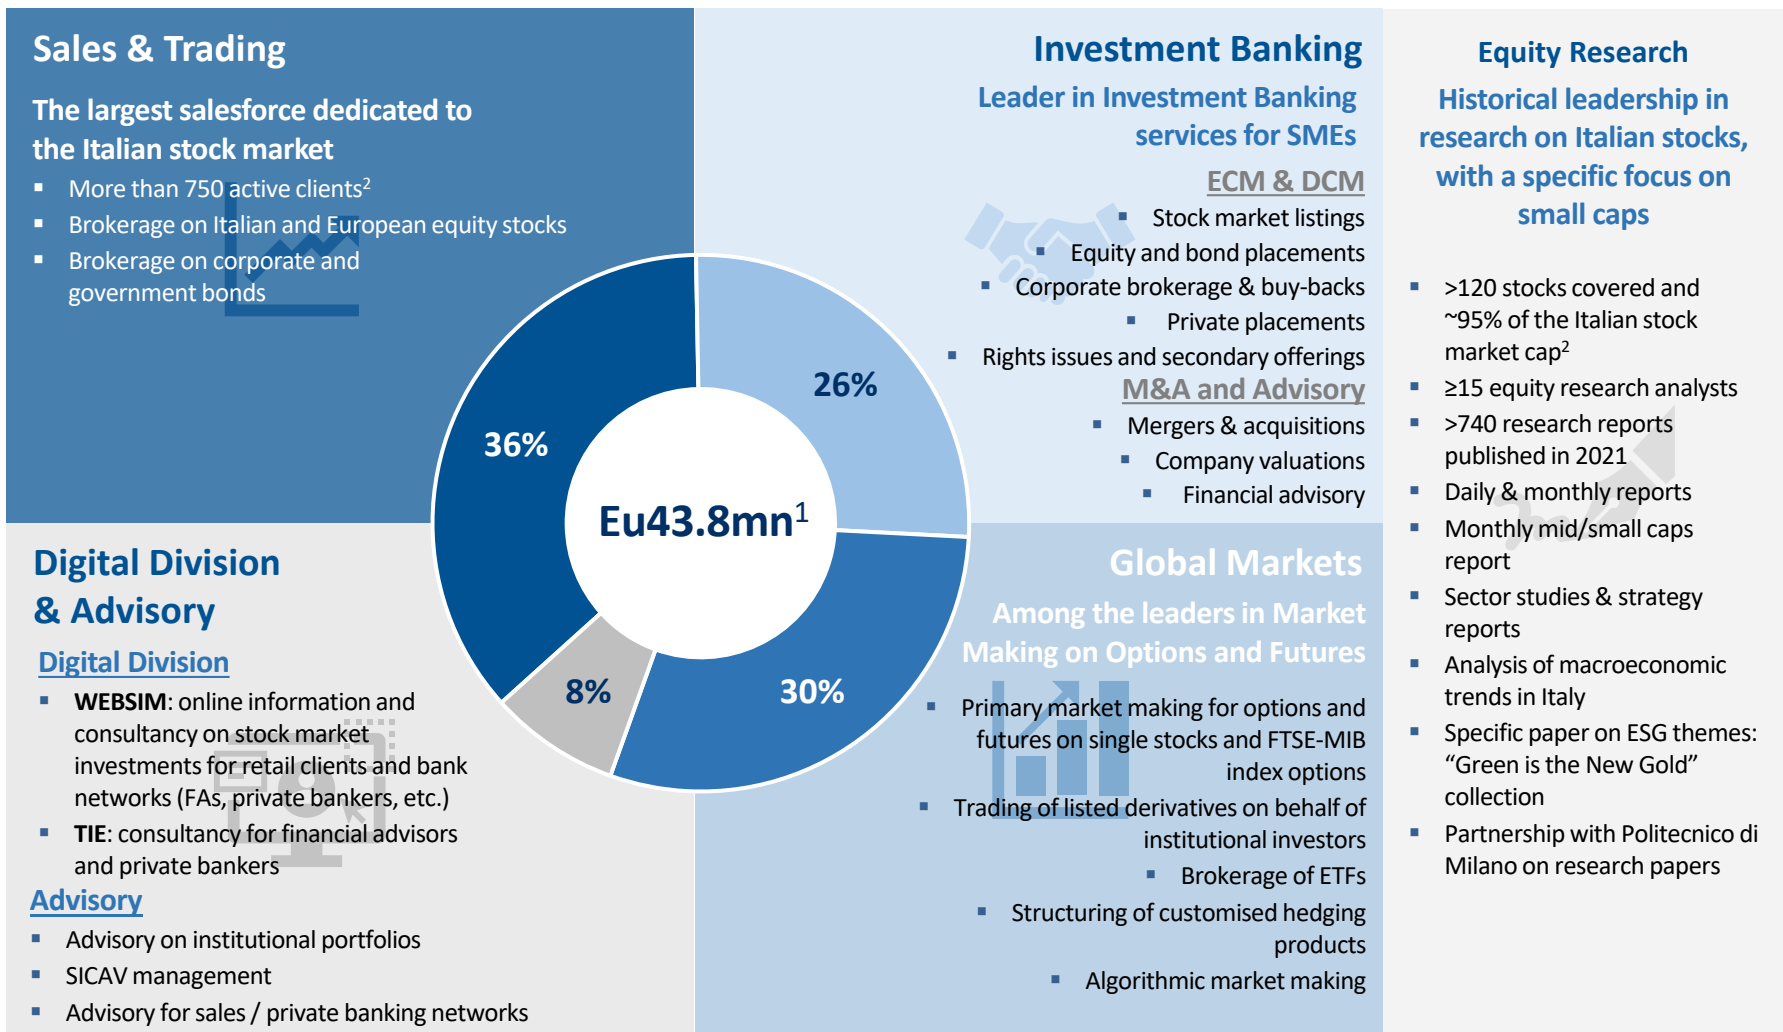 Sales & Trading
The largest salesforce dedicated to
the Italian stock market
▪ More than 750 active clients²
▪ Brokerage on Italian and European equity stocks
▪ Brokerage on corporate and
government bonds
Investment Banking
Leader in Investment Banking
services for SMEs
ECM & DCM
▪ Stock market listings
▪ Equity and bond placements
▪ Corporate brokerage & buy-backs
▪ Private placements
▪ Rights issues and secondary offerings
M&A and Advisory
▪ Mergers & acquisitions
▪ Company valuations
▪ Financial advisory
36%
26%
Eu43.8mn¹
8%
30%
Digital Division
& Advisory
Digital Division
▪ WEBSIM: online information and
consultancy on stock market
investments for retail clients and bank
networks (FAs, private bankers, etc.)
▪ TIE: consultancy for financial advisors
and private bankers
Advisory
▪ Advisory on institutional portfolios
▪ SICAV management
▪ Advisory for sales / private banking networks
Global Markets
Among the leaders in Market
Making on Options and Futures
▪ Primary market making for options and
futures on single stocks and FTSE-MIB
index options
▪ Trading of listed derivatives on behalf of
institutional investors
▪ Brokerage of ETFs
▪ Structuring of customised hedging
products
▪ Algorithmic market making
Equity Research
Historical leadership in
research on Italian stocks,
with a specific focus on
small caps
▪ >120 stocks covered and
~95% of the Italian stock
market cap²
▪ ≥15 equity research analysts
▪ >740 research reports
published in 2021
▪ Daily & monthly reports
▪ Monthly mid/small caps
report
▪ Sector studies & strategy
reports
▪ Analysis of macroeconomic
trends in Italy
▪ Specific paper on ESG themes:
“Green is the New Gold”
collection
▪ Partnership with Politecnico di
Milano on research papers